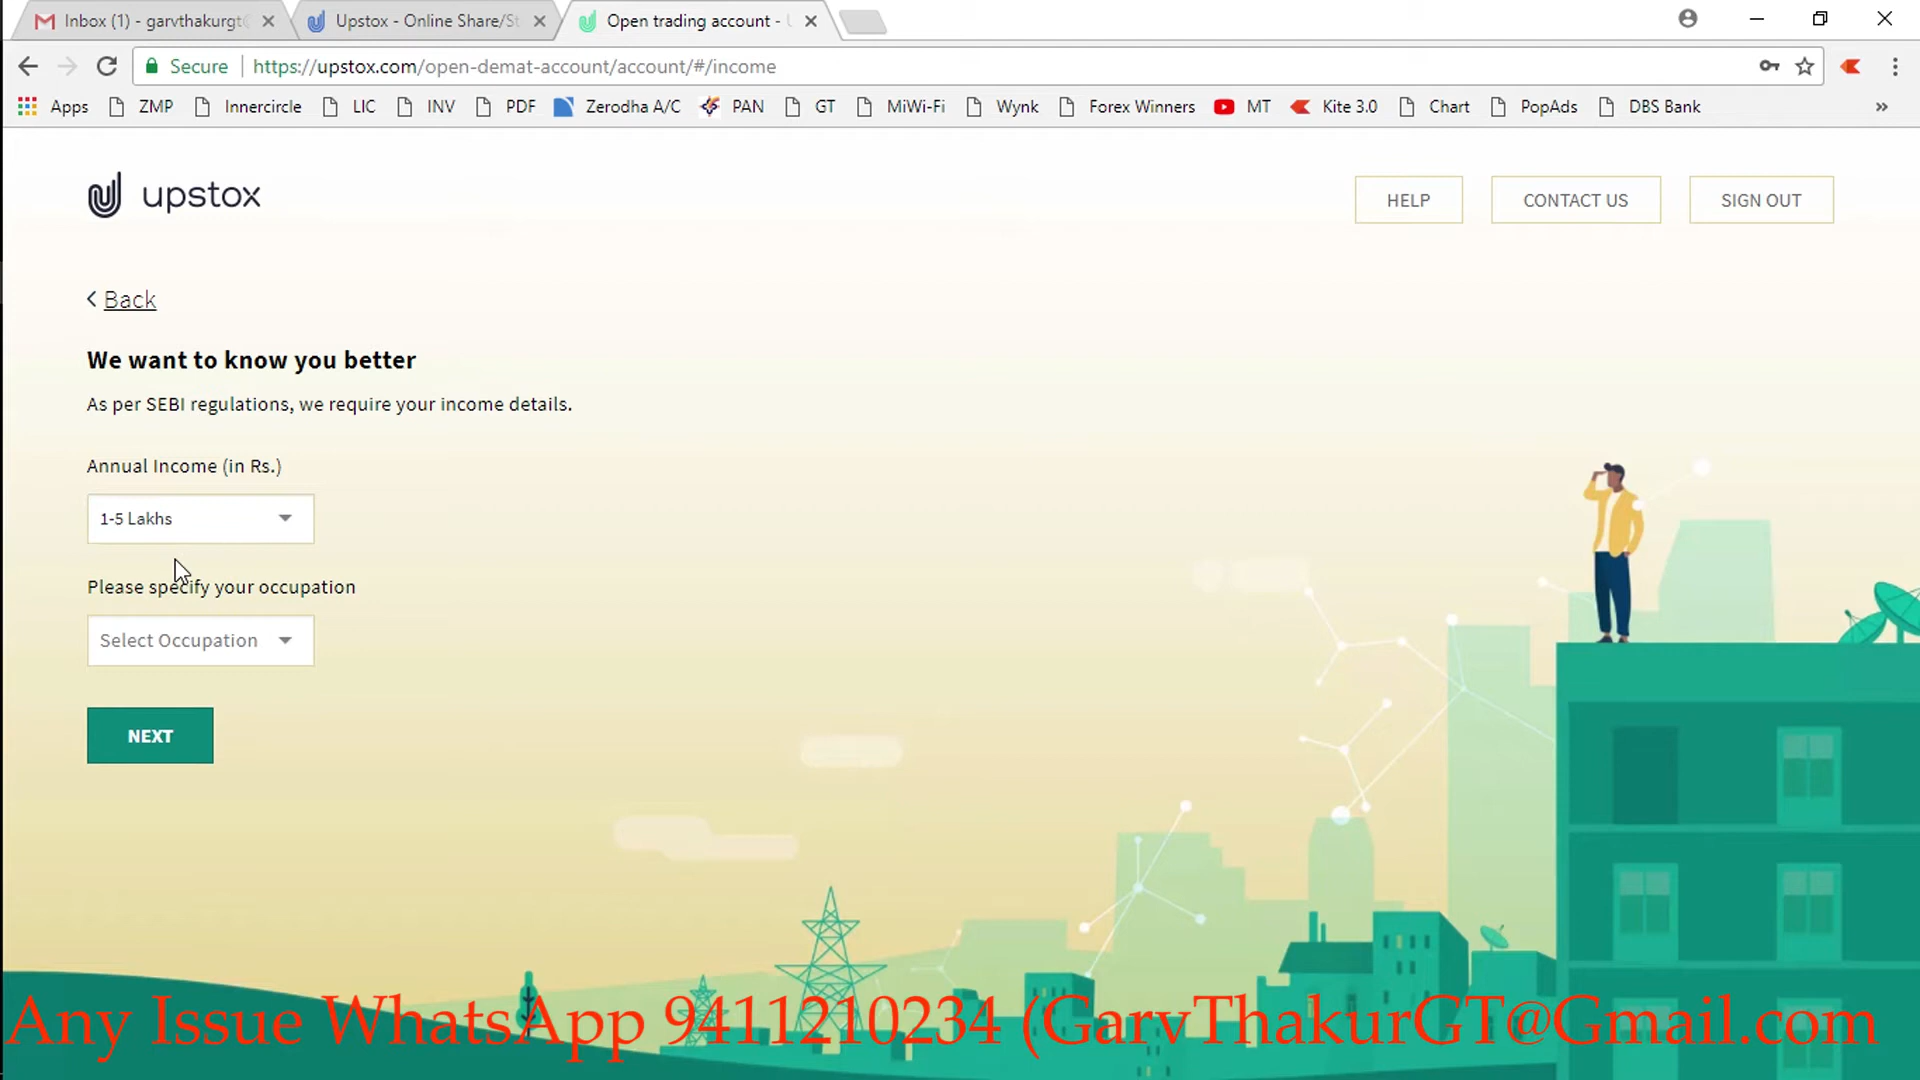 Inbox (1) - garvthakurgt@
Upstox - Online Share/St
Open trading account - U
Secure
https://upstox.com/open-demat-account/account/#/income
Apps ZMP Innercircle LIC INV PDF Zerodha A/C PAN GT MiWi-Fi Wynk Forex Winners MT Kite 3.0 Chart PopAds DBS Bank »
upstox
HELP CONTACT US SIGN OUT
Back
We want to know you better
As per SEBI regulations, we require your income details.
Annual Income (in Rs.)
1-5 Lakhs
Please specify your occupation
Select Occupation
NEXT
Any Issue WhatsApp 9411210234 (GarvThakurGT@Gmail.com